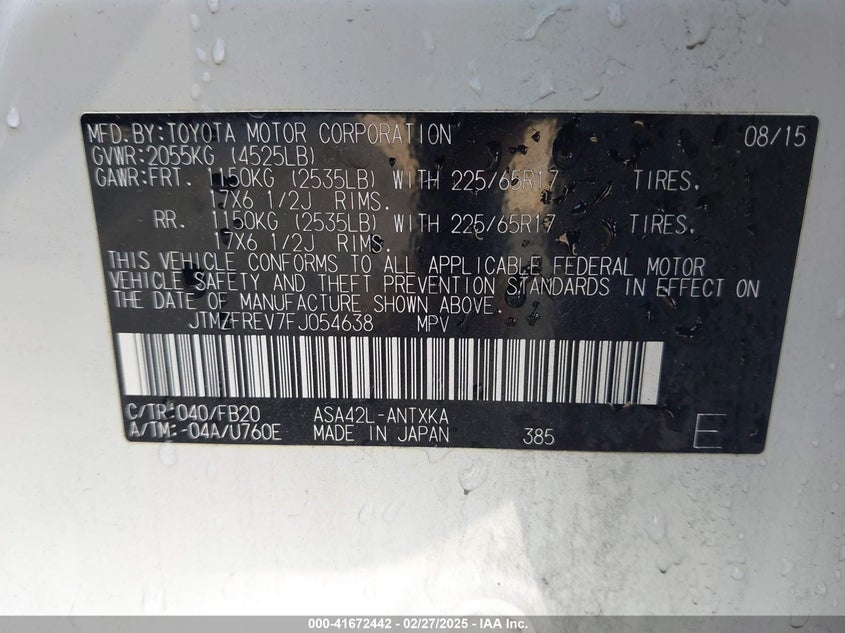 MFD.BY:TOYOTA MOTOR CORPORATION 08/15
GVWR:2055KG (4525LB)
GAWR:FRT. 1150KG (2535LB) WITH 225/65R17 TIRES.
17X6 1/2J RIMS.
RR. 1150KG (2535LB) WITH 225/65R17 TIRES.
17X6 1/2J RIMS.
THIS VEHICLE CONFORMS TO ALL APPLICABLE FEDERAL MOTOR
VEHICLE SAFETY AND THEFT PREVENTION STANDARDS IN EFFECT ON
THE DATE OF MANUFACTURE SHOWN ABOVE.
JTMZFREV7FJ054638 MPV
C/TR:040/FB20 ASA42L-ANTXKA
A/TM:-04A/U760E MADE IN JAPAN 385 E
000-41672442 - 02/27/2025 - IAA Inc.